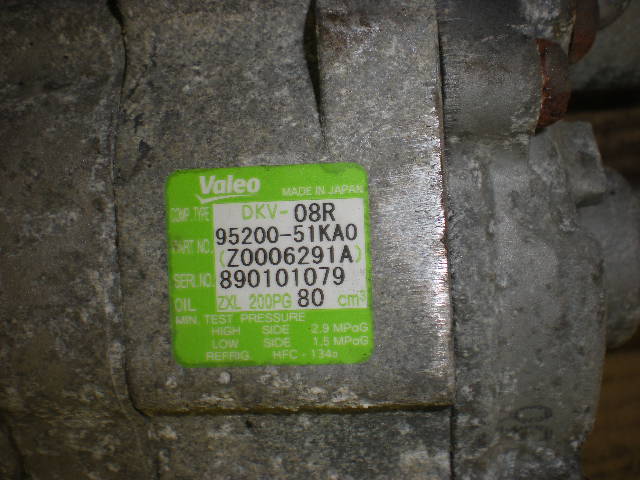 Valeo MADE IN JAPAN
COMP. TYPE DKV-08R
PART NO. 95200-51KA0
(Z0006291A)
SERI.NO. 890101079
OIL ZXL 200PG 80 cm³
MIN. TEST PRESSURE
HIGH SIDE 2.9 MPaG
LOW SIDE 1.5 MPaG
REFRIG. HFC-134a